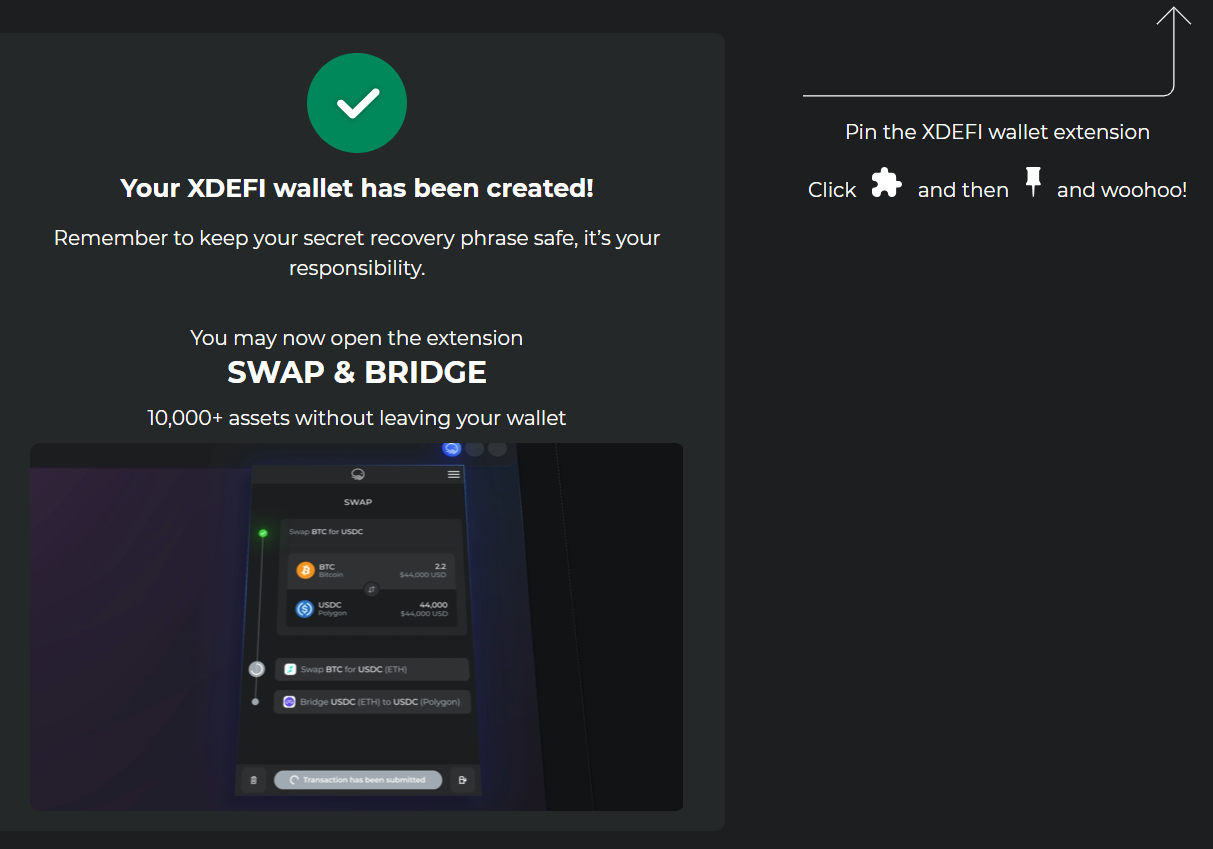 Your XDEFI wallet has been created!
Remember to keep your secret recovery phrase safe, it’s your
responsibility.
You may now open the extension
SWAP & BRIDGE
10,000+ assets without leaving your wallet
SWAP
Swap BTC for USDC
BTC 2.2
Bitcoin $44,000 USD
USDC 44,000
Polygon $44,000 USD
Swap BTC for USDC (ETH)
Bridge USDC (ETH) to USDC (Polygon)
Transaction has been submitted
Pin the XDEFI wallet extension
Click and then and woohoo!